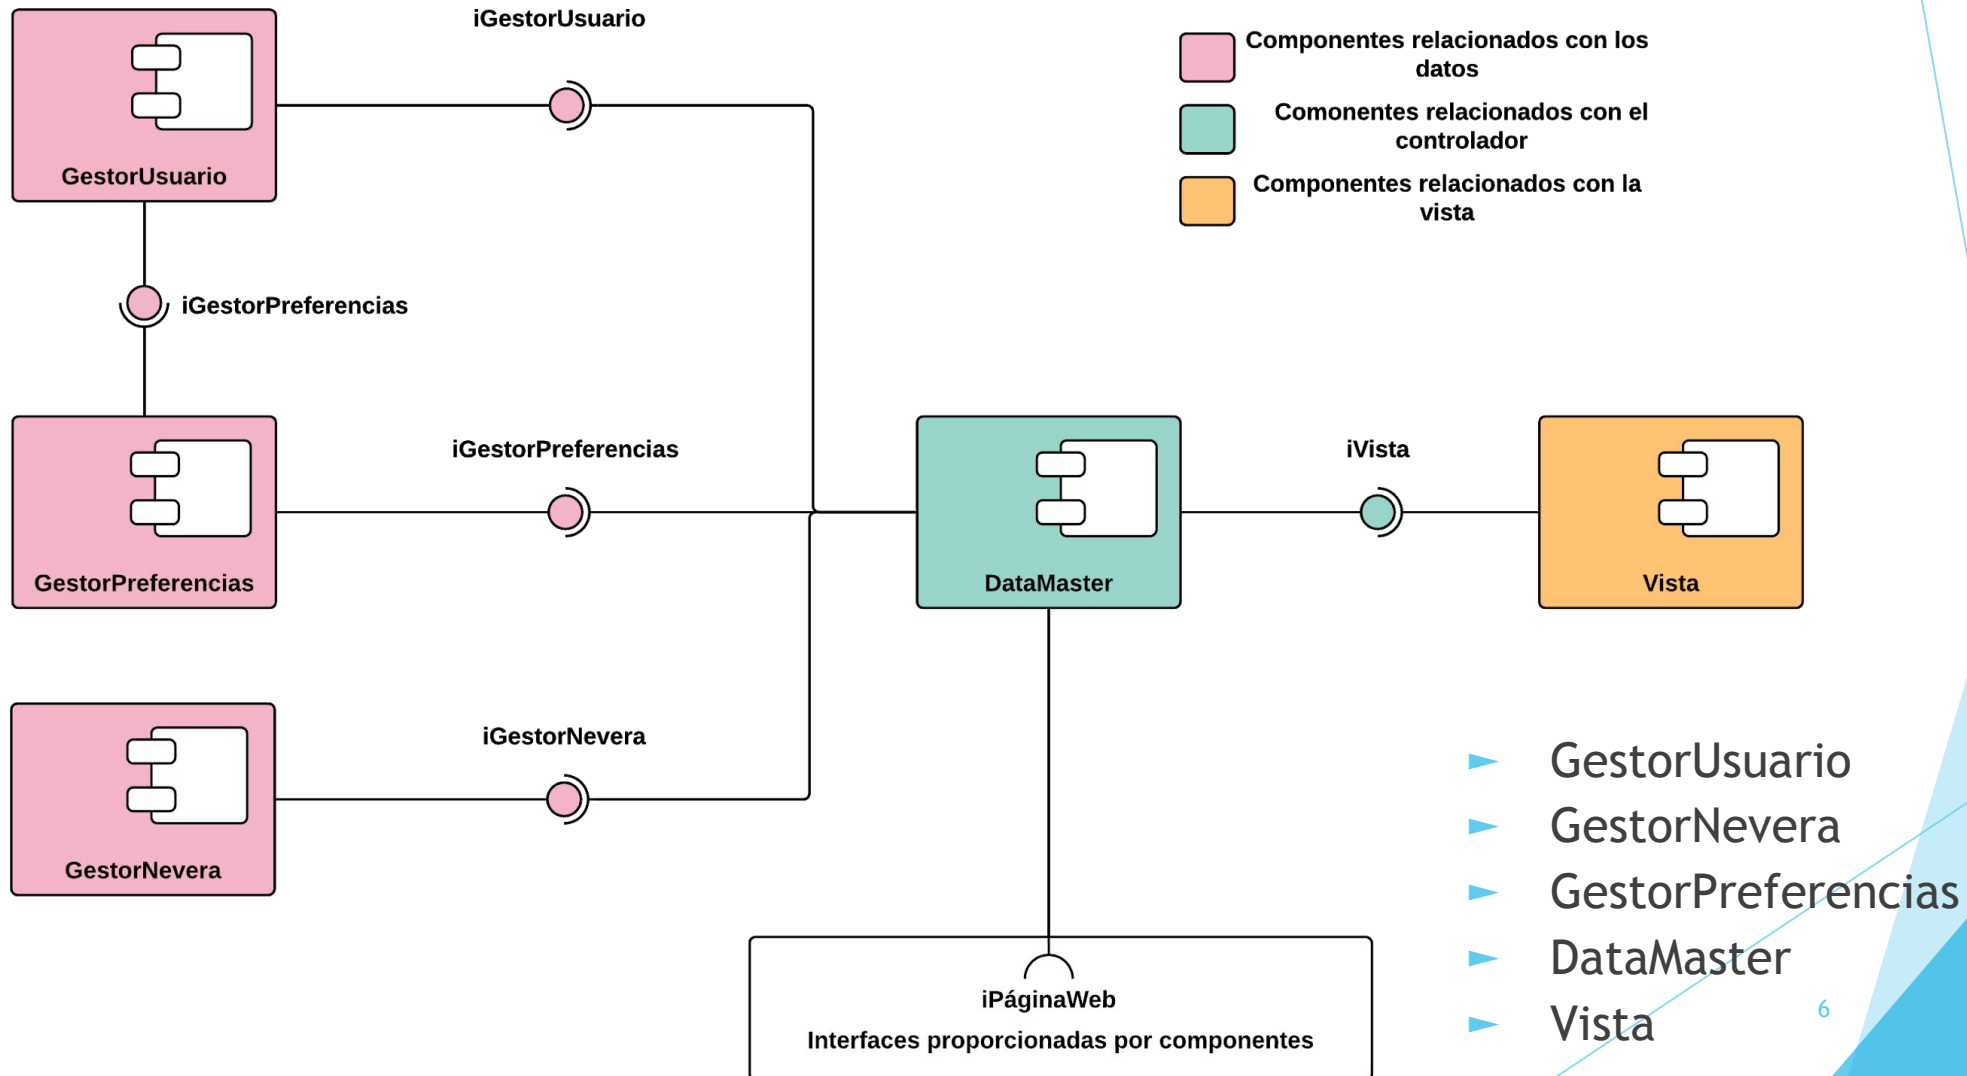 iGestorUsuario
Componentes relacionados con los
datos
Comonentes relacionados con el
controlador
Componentes relacionados con la
vista
GestorUsuario
iGestorPreferencias
iGestorPreferencias
iVista
GestorPreferencias
DataMaster
Vista
iGestorNevera
GestorNevera
iPáginaWeb
Interfaces proporcionadas por componentes
► GestorUsuario
► GestorNevera
► GestorPreferencias
► DataMaster
► Vista
6